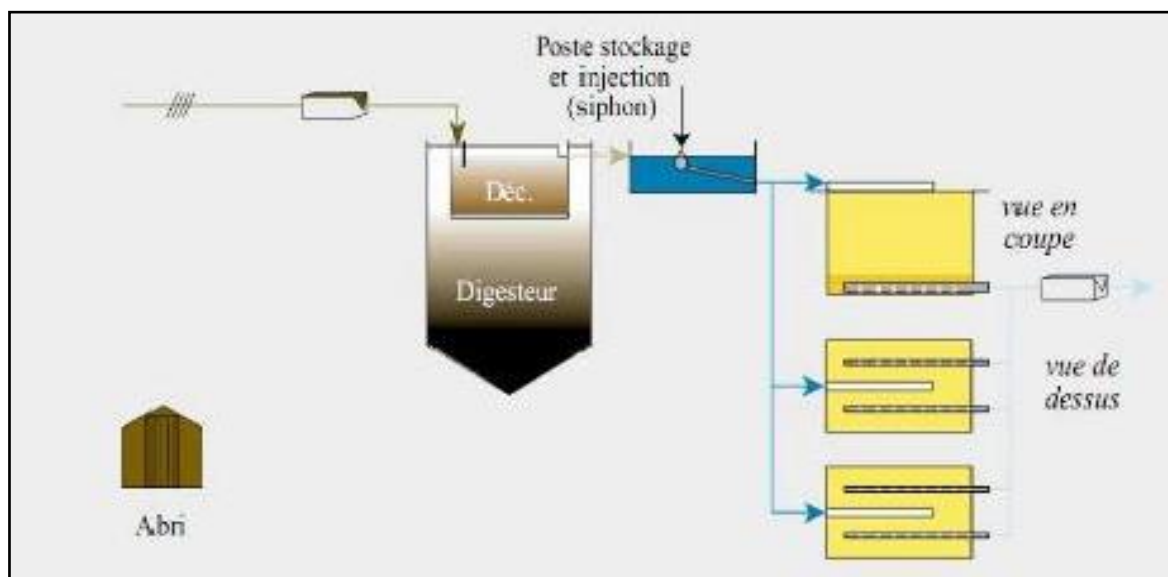 Poste stockage
et injection
(siphon)
Déc.
Digesteur
vue en
coupe
vue de
dessus
Abri